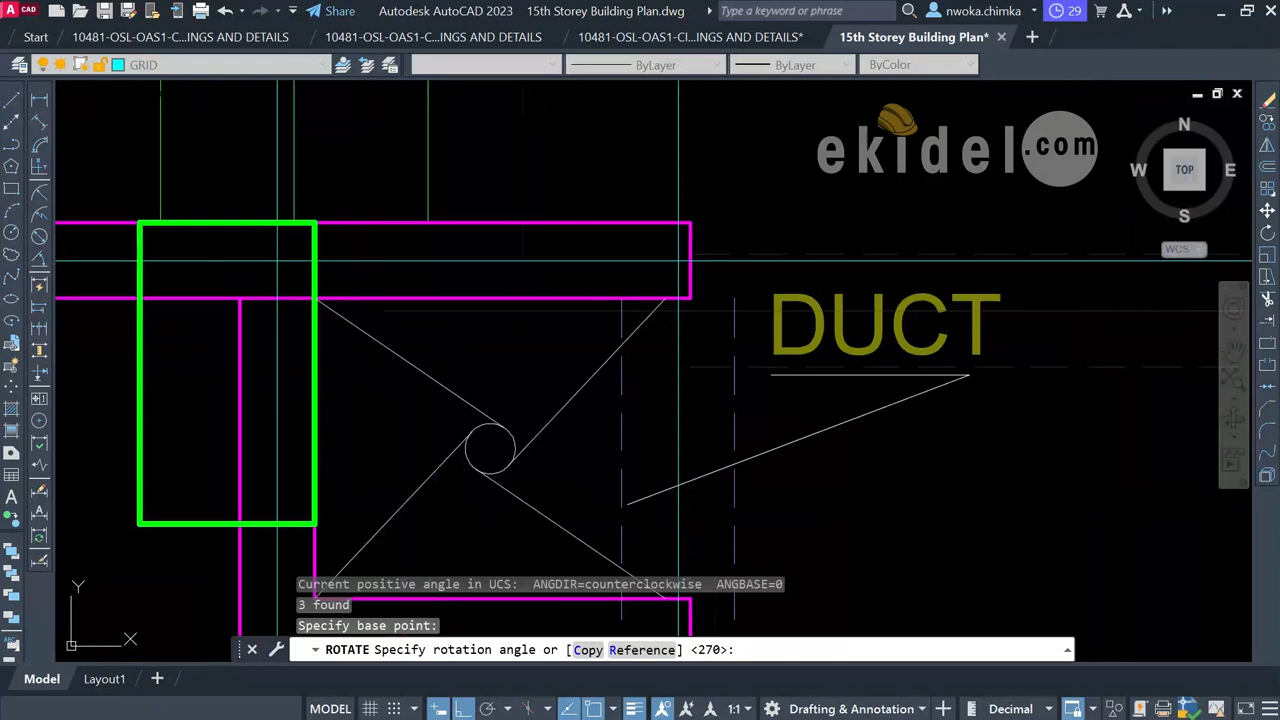 Share
Autodesk AutoCAD 2023
15th Storey Building Plan.dwg
Type a keyword or phrase
nwoka.chimka
29
CAD
Start
10481-OSL-OAS1-C...INGS AND DETAILS
10481-OSL-OAS1-C...INGS AND DETAILS
10481-OSL-OAS1-CI...INGS AND DETAILS*
15th Storey Building Plan*
GRID
ByLayer
ByLayer
ByColor
ekidel.com
N
W
TOP
E
S
WCS
DUCT
Current positive angle in UCS: ANGDIR=counterclockwise ANGBASE=0
3 found
Specify base point:
Y
X
ROTATE Specify rotation angle or [Copy Reference] <270>:
Model
Layout1
MODEL
1:1
Drafting & Annotation
Decimal